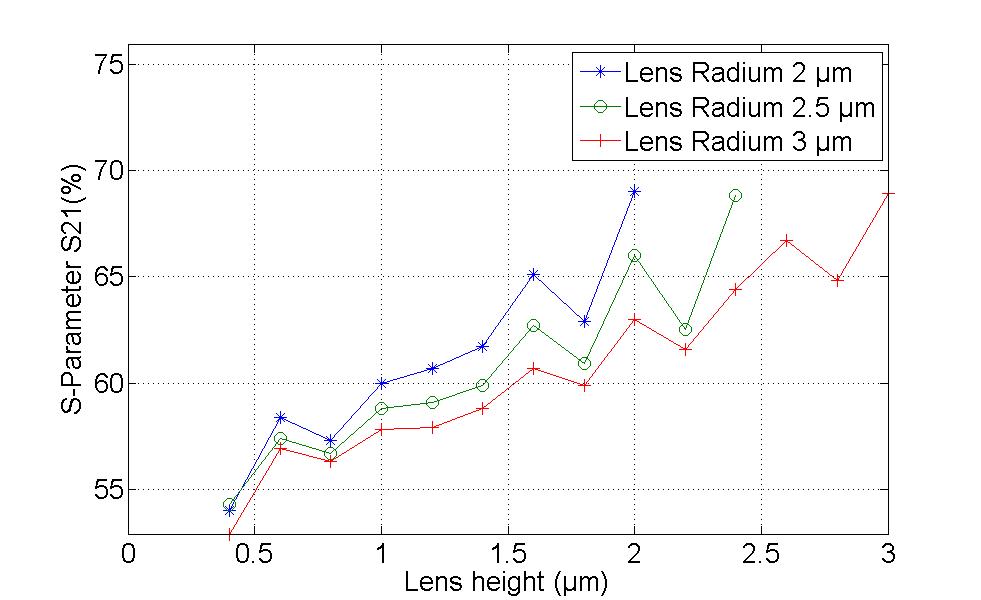 75
70
65
60
55
S-Parameter S21(%)
Lens Radium 2 µm
Lens Radium 2.5 µm
Lens Radium 3 µm
0 0.5 1 1.5 2 2.5 3
Lens height (µm)